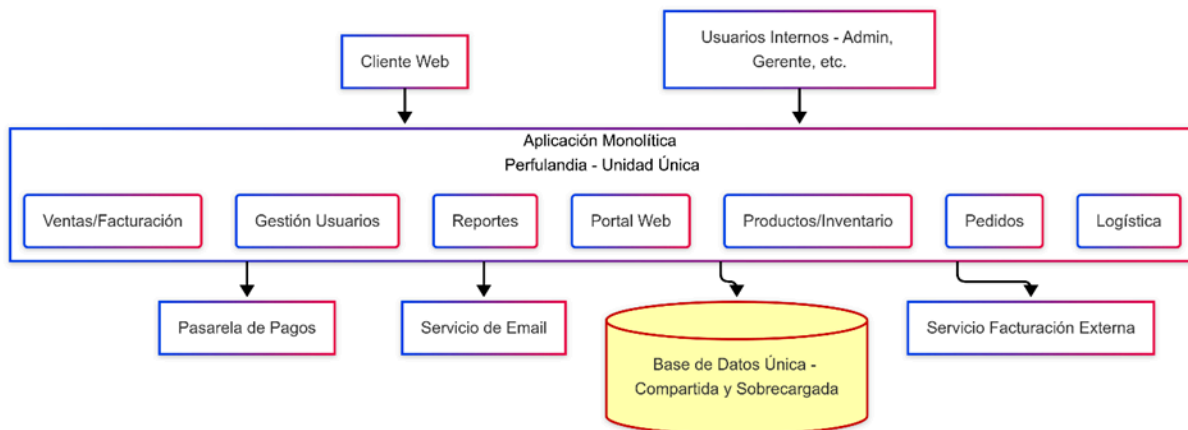 Cliente Web
Usuarios Internos - Admin,
Gerente, etc.
Aplicación Monolítica
Perfulandia - Unidad Única
Ventas/Facturación
Gestión Usuarios
Reportes
Portal Web
Productos/Inventario
Pedidos
Logística
Pasarela de Pagos
Servicio de Email
Base de Datos Única -
Compartida y Sobrecargada
Servicio Facturación Externa